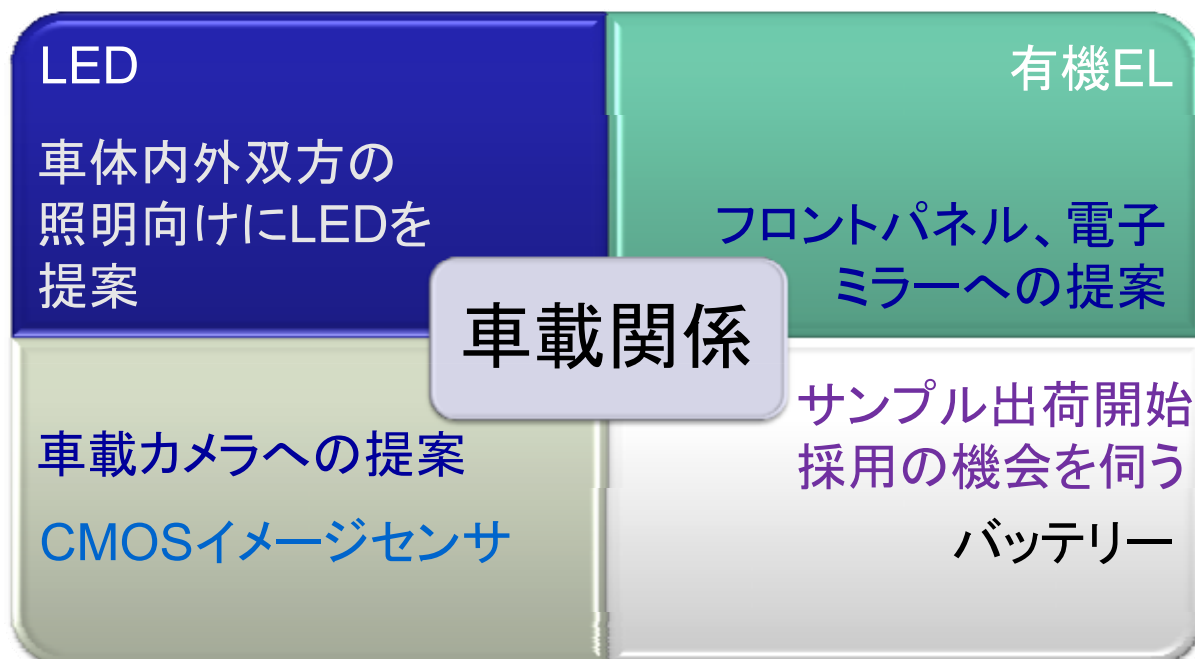 LED
車体内外双方の
照明向けにLEDを
提案
有機EL
フロントパネル、電子
ミラーへの提案
車載関係
車載カメラへの提案
CMOSイメージセンサ
サンプル出荷開始
採用の機会を伺う
バッテリー